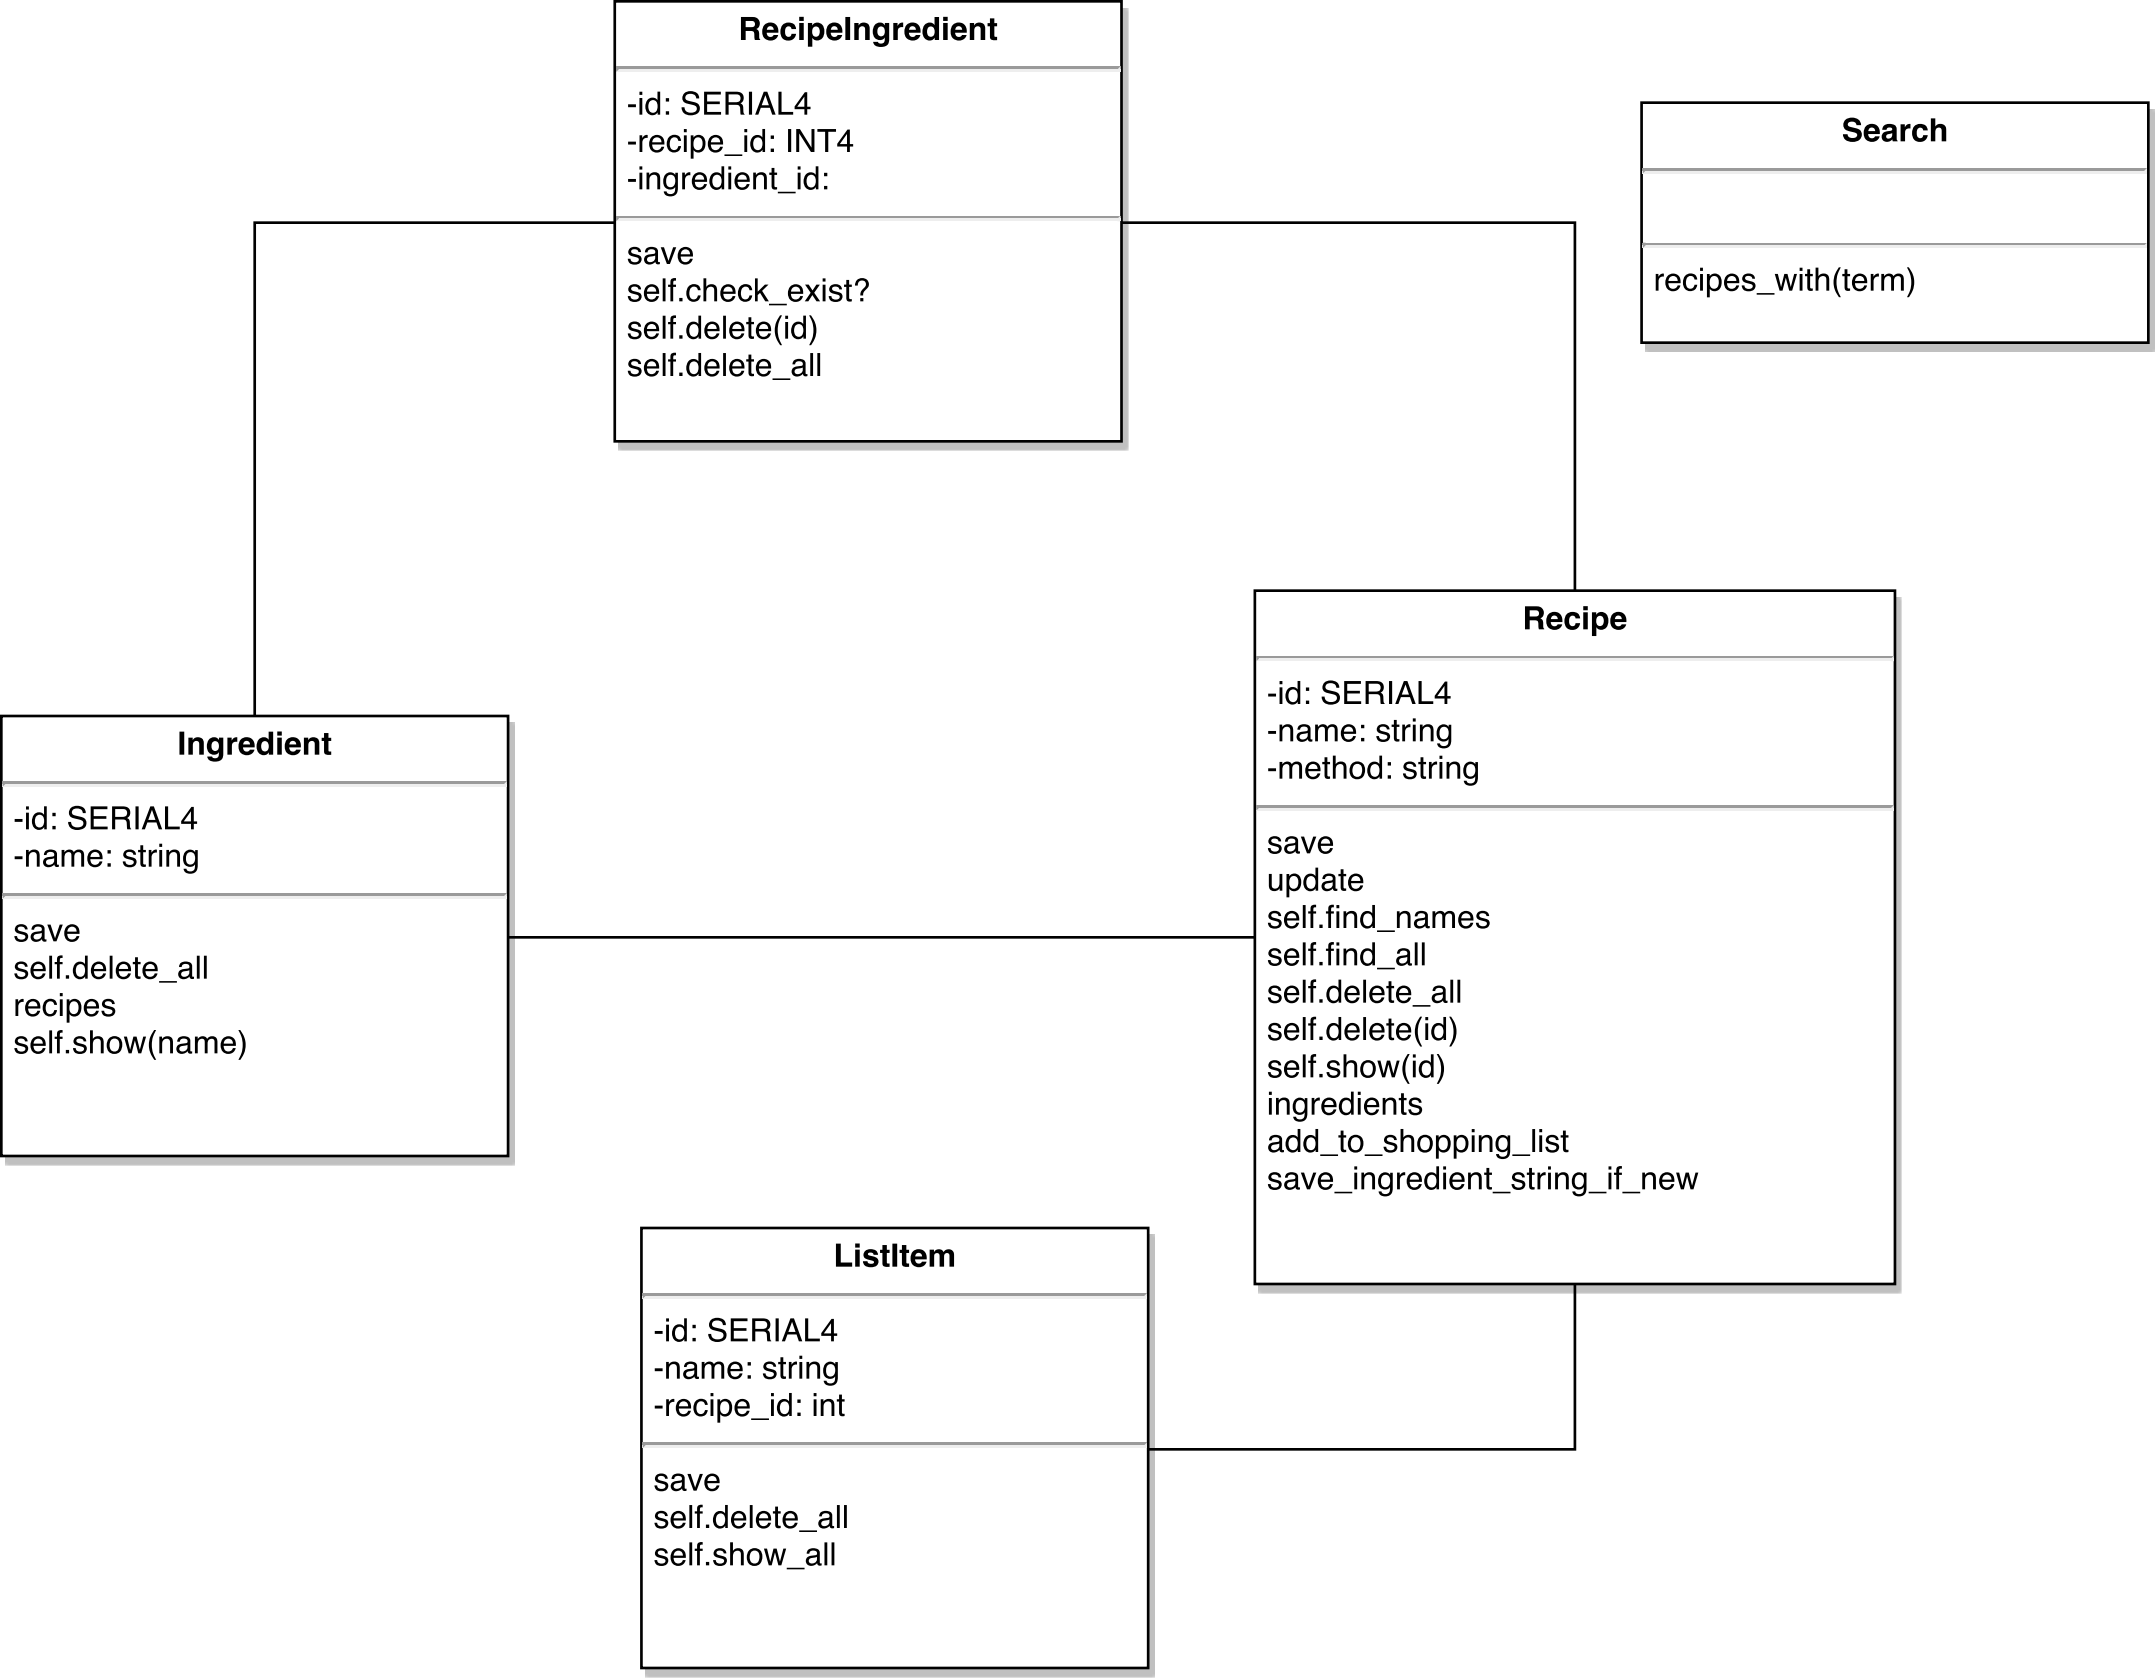 RecipeIngredient
-id: SERIAL4
-recipe_id: INT4
-ingredient_id:
save
self.check_exist?
self.delete(id)
self.delete_all
Search
recipes_with(term)
Ingredient
-id: SERIAL4
-name: string
save
self.delete_all
recipes
self.show(name)
Recipe
-id: SERIAL4
-name: string
-method: string
save
update
self.find_names
self.find_all
self.delete_all
self.delete(id)
self.show(id)
ingredients
add_to_shopping_list
save_ingredient_string_if_new
ListItem
-id: SERIAL4
-name: string
-recipe_id: int
save
self.delete_all
self.show_all